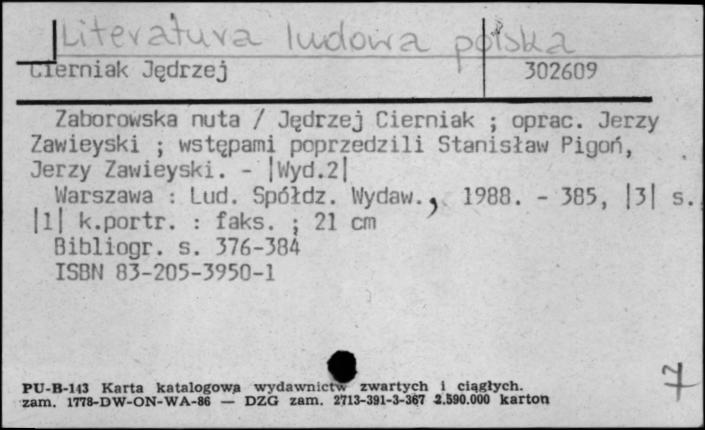 Literatura ludowa polska
Cierniak Jędrzej 302609
Zaborowska nuta / Jędrzej Cierniak ; oprac. Jerzy
Zawieyski ; wstępami poprzedzili Stanisław Pigoń,
Jerzy Zawieyski. - |Wyd.2|
Warszawa : Lud. Spółdz. Wydaw., 1988. - 385, |3| s.,
|1| k.portr. : faks. ; 21 cm
Bibliogr. s. 376-384
ISBN 83-205-3950-1
PU-B-143 Karta katalogowa wydawnictw zwartych i ciągłych.
zam. 1778-DW-ON-WA-86 — DZG zam. 2713-391-3-367 2.590.000 karton